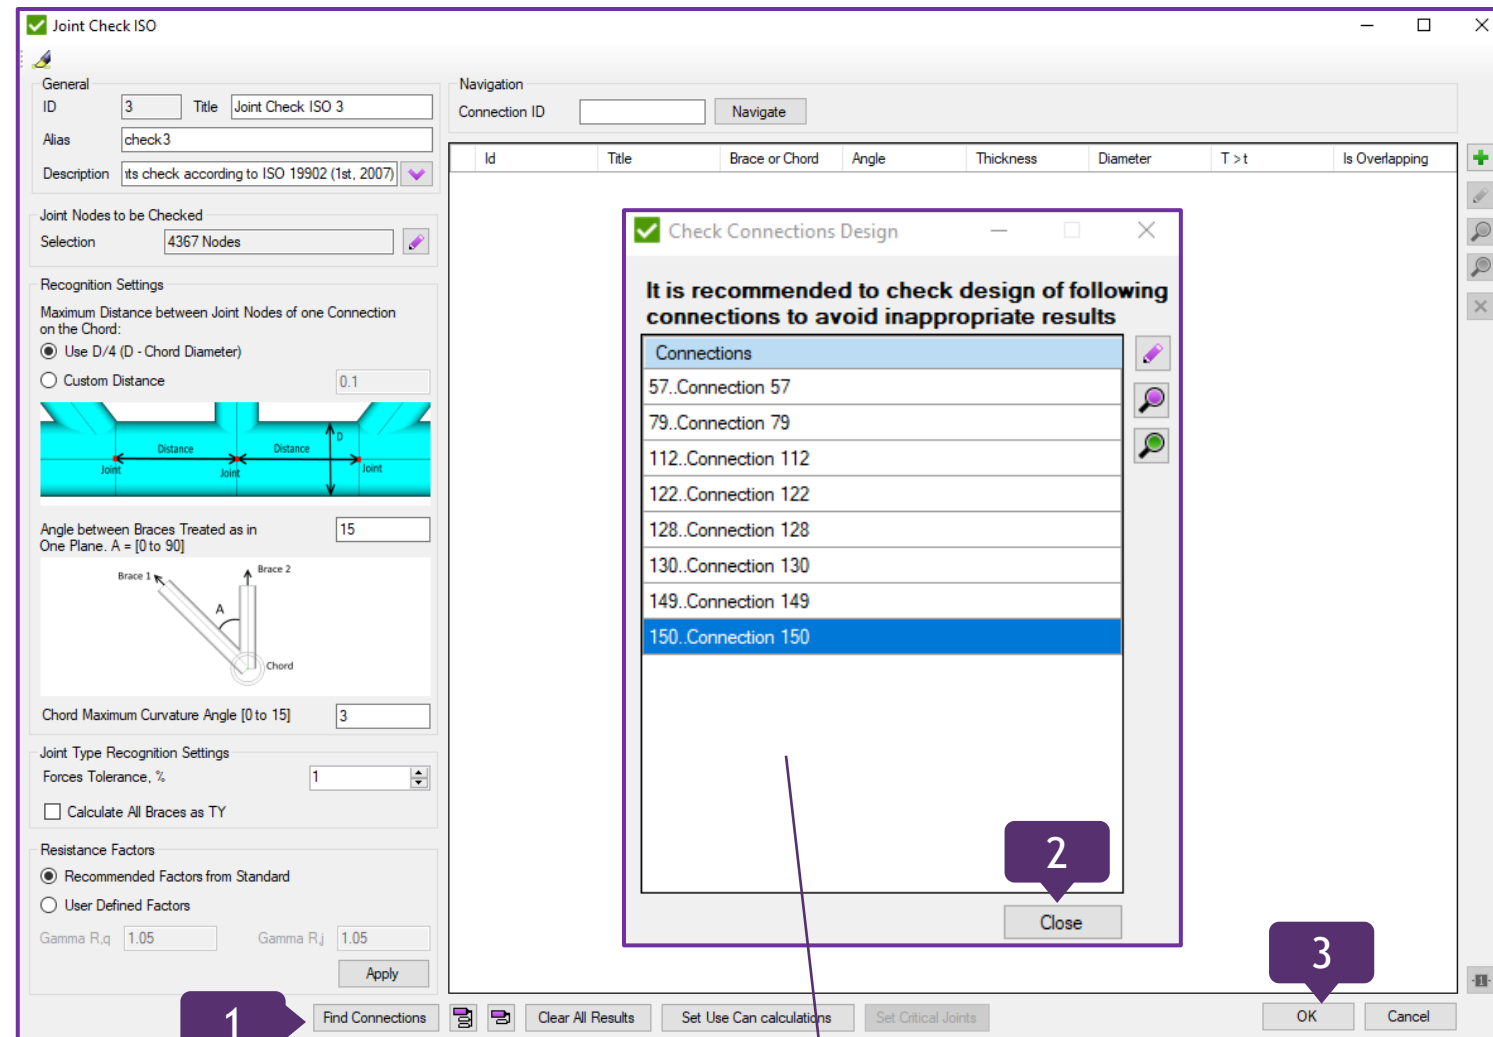 Joint Check ISO
General
ID 3 Title Joint Check ISO 3
Alias check3
Description its check according to ISO 19902 (1st, 2007)
Joint Nodes to be Checked
Selection 4367 Nodes
Recognition Settings
Maximum Distance between Joint Nodes of one Connection
on the Chord:
Use D/4 (D - Chord Diameter)
Custom Distance 0.1
D
Distance Distance
Joint Joint Joint
Angle between Braces Treated as in 15
One Plane. A = [0 to 90]
Brace 1 Brace 2
A
Chord
Chord Maximum Curvature Angle [0 to 15] 3
Joint Type Recognition Settings
Forces Tolerance, % 1
Calculate All Braces as TY
Resistance Factors
Recommended Factors from Standard
User Defined Factors
Gamma R,q 1.05 Gamma R,j 1.05
Apply
Navigation
Connection ID Navigate
Id Title Brace or Chord Angle Thickness Diameter T > t Is Overlapping
Check Connections Design
It is recommended to check design of following
connections to avoid inappropriate results
Connections
57..Connection 57
79..Connection 79
112..Connection 112
122..Connection 122
128..Connection 128
130..Connection 130
149..Connection 149
150..Connection 150
2
Close
3
-1-
1
Find Connections Clear All Results Set Use Can calculations Set Critical Joints OK Cancel